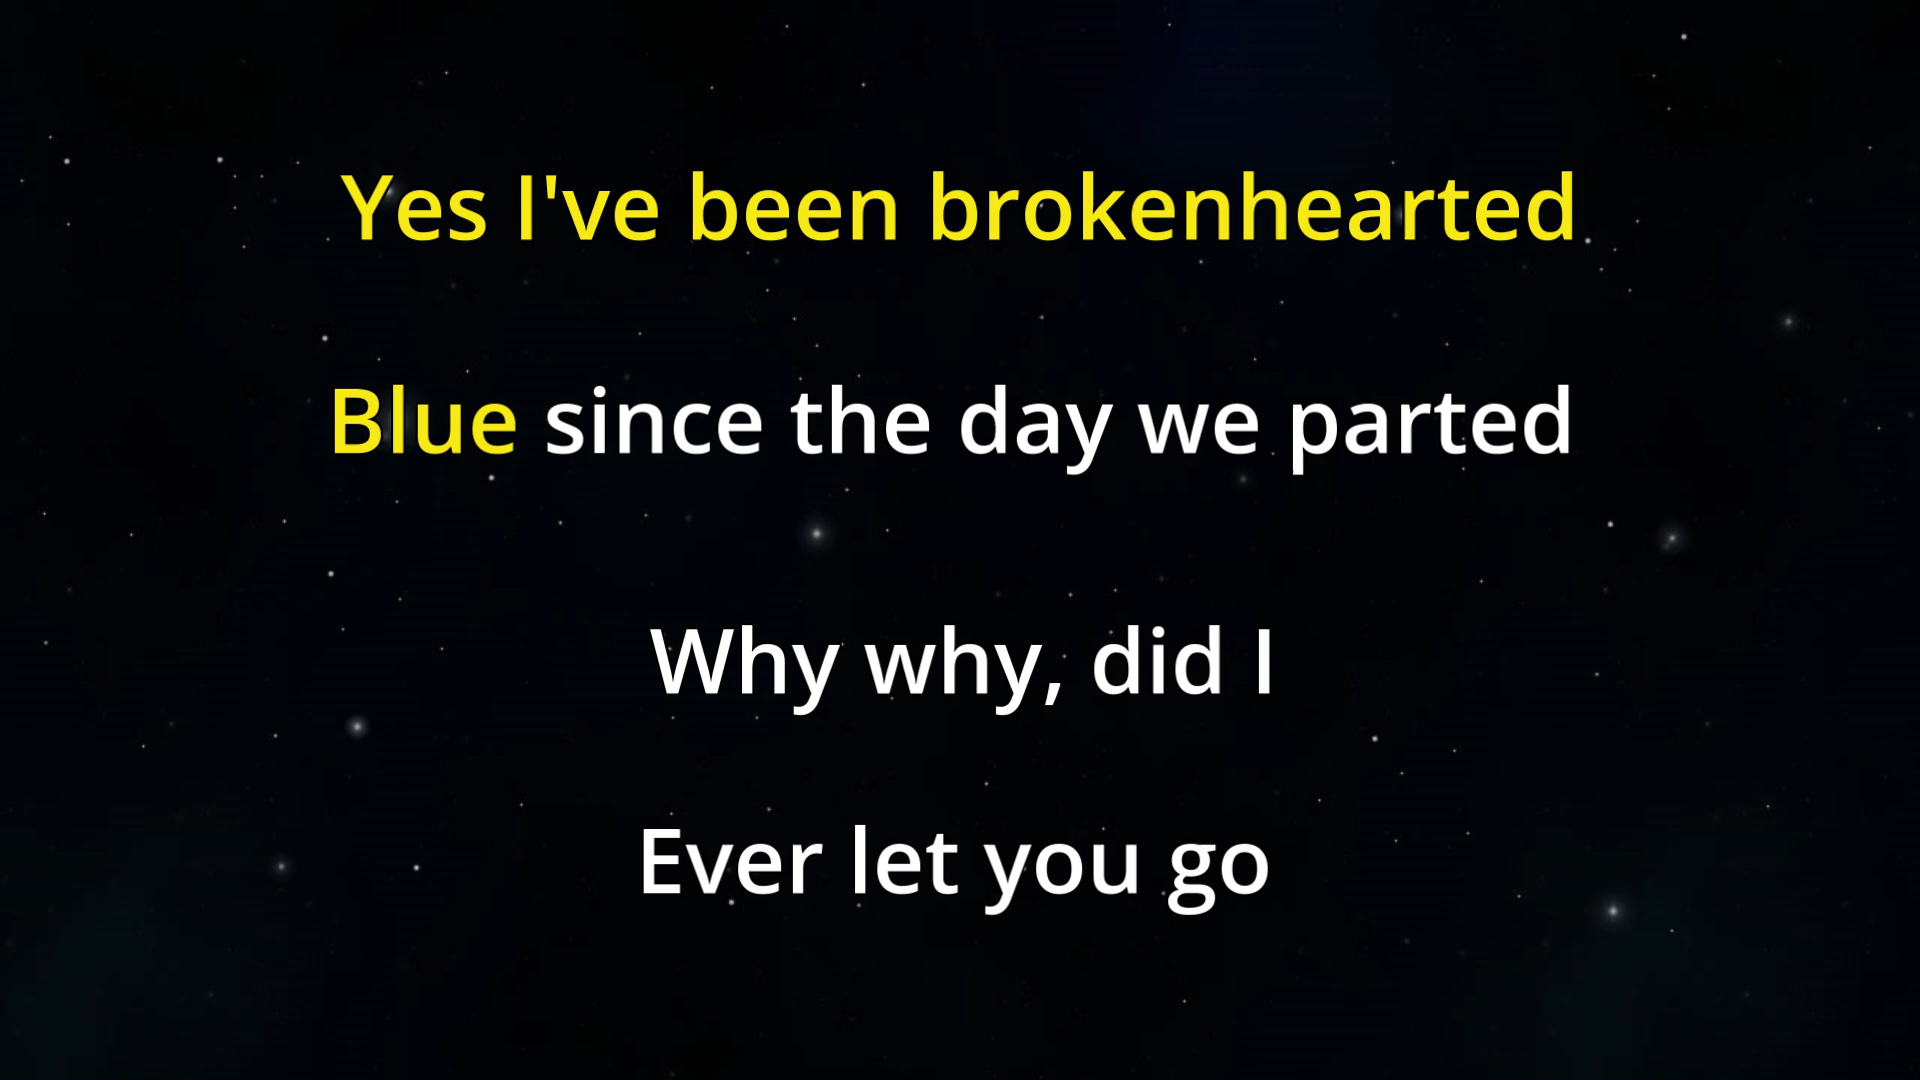 Yes I've been brokenhearted
Blue since the day we parted
Why why, did I
Ever let you go